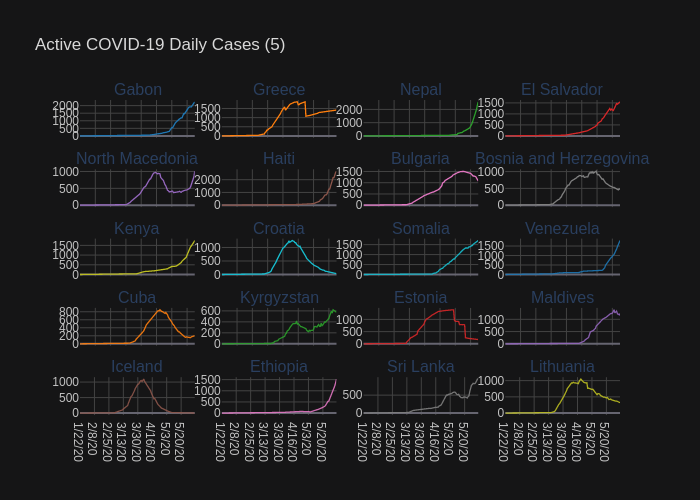 Active COVID-19 Daily Cases (5)
Gabon Greece Nepal El Salvador
2000 1500 1000 500 0
1500 1000 500 0
2000 1000 0
1500 1000 500 0
North Macedonia Haiti Bulgaria Bosnia and Herzegovina
1000 500 0
2000 1000 0
1500 1000 500 0
1000 500 0
Kenya Croatia Somalia Venezuela
1500 1000 500 0
1000 500 0
1500 1000 500 0
1500 1000 500 0
Cuba Kyrgyzstan Estonia Maldives
800 600 400 200 0
600 400 200 0
1000 500 0
1000 500 0
Iceland Ethiopia Sri Lanka Lithuania
1000 500 0
1500 1000 500 0
500 0
1000 500 0
1/22/20 2/8/20 2/25/20 3/13/20 3/30/20 4/16/20 5/3/20 5/20/20
1/22/20 2/8/20 2/25/20 3/13/20 3/30/20 4/16/20 5/3/20 5/20/20
1/22/20 2/8/20 2/25/20 3/13/20 3/30/20 4/16/20 5/3/20 5/20/20
1/22/20 2/8/20 2/25/20 3/13/20 3/30/20 4/16/20 5/3/20 5/20/20